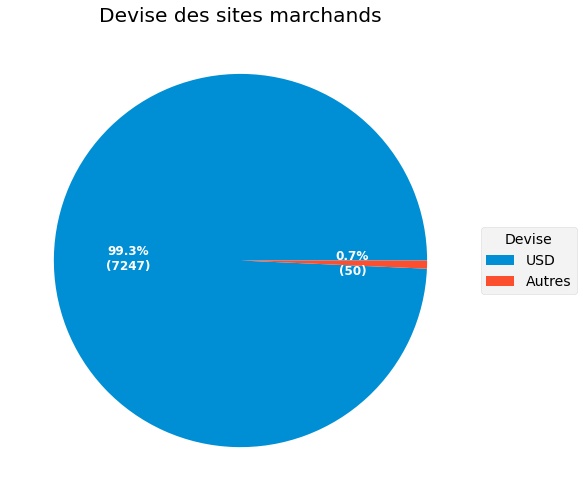 Devise des sites marchands
99.3%
(7247)
0.7%
(50)
Devise
USD
Autres